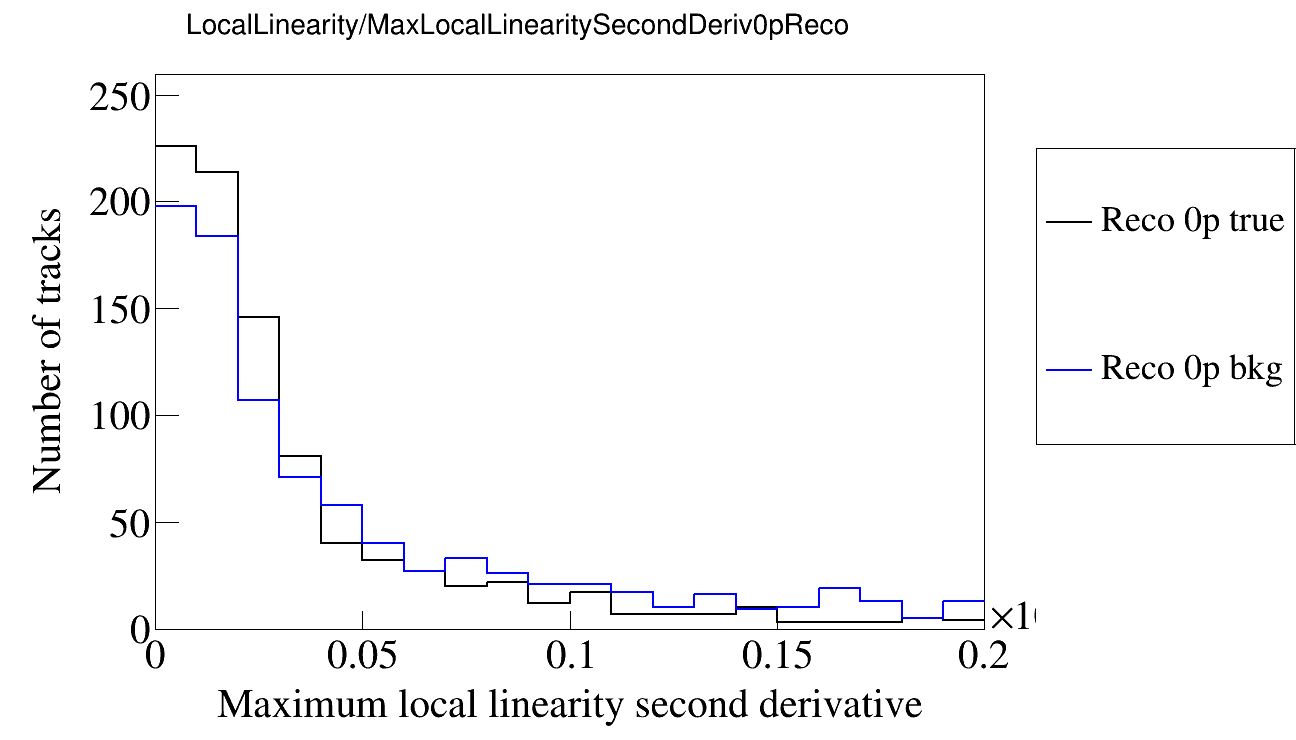 LocalLinearity/MaxLocalLinearitySecondDeriv0pReco
250
200
150
100
50
0
0 0.05 0.1 0.15 0.2
Number of tracks
Maximum local linearity second derivative
Reco 0p true
Reco 0p bkg